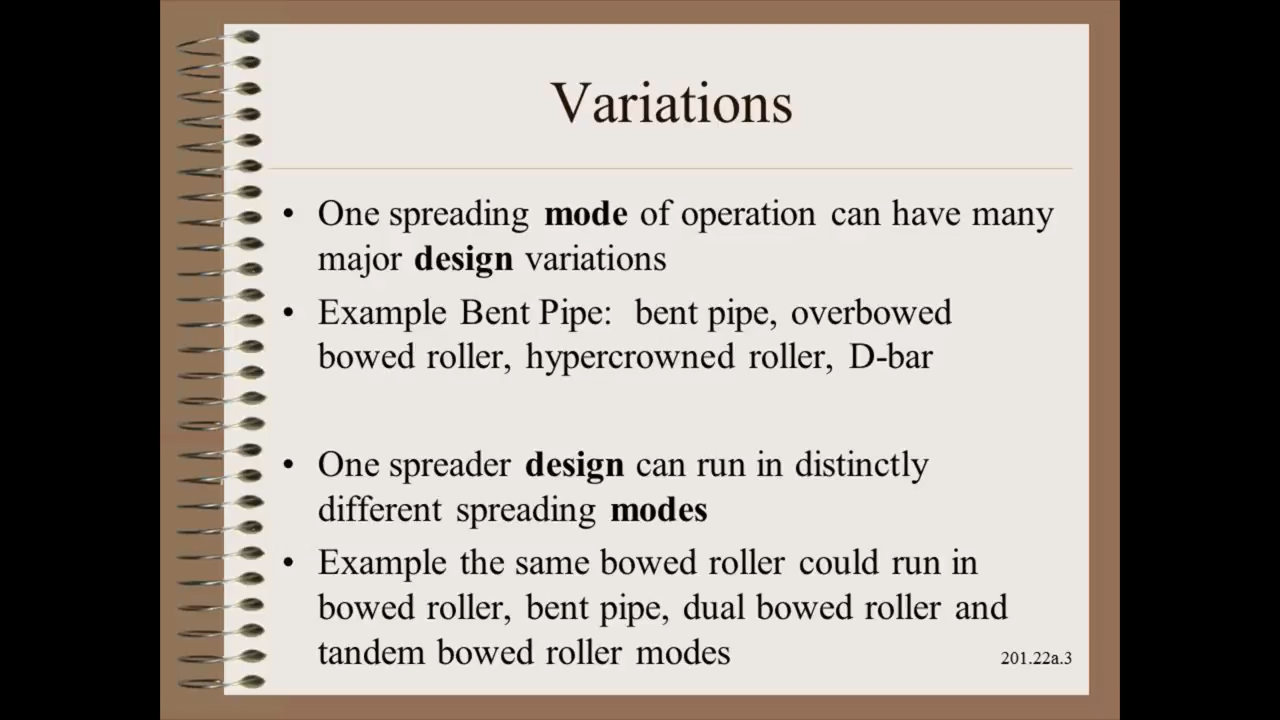 Variations
• One spreading mode of operation can have many
major design variations
• Example Bent Pipe: bent pipe, overbowed
bowed roller, hypercrowned roller, D-bar
• One spreader design can run in distinctly
different spreading modes
• Example the same bowed roller could run in
bowed roller, bent pipe, dual bowed roller and
tandem bowed roller modes
201.22a.3